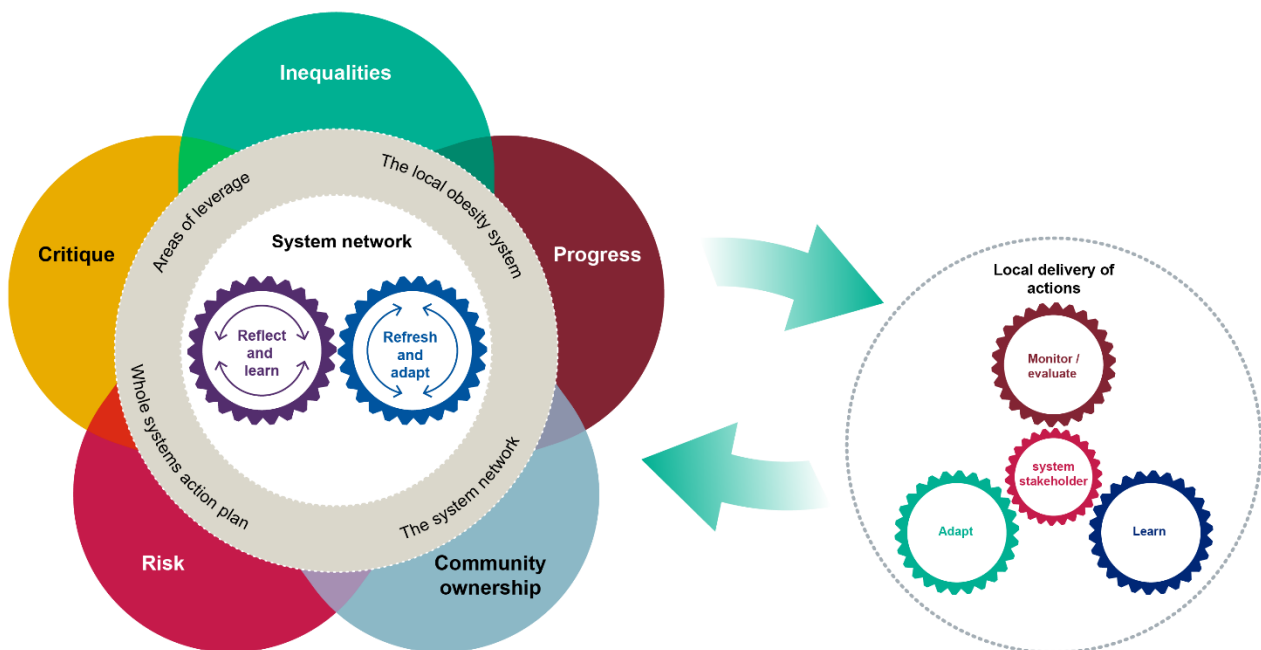 Inequalities
Critique
Progress
Risk
Community
ownership
Areas of leverage
The local obesity system
Whole systems action plan
The system network
System network
Reflect
and
learn
Refresh
and
adapt
Local delivery of
actions
Monitor /
evaluate
system
stakeholder
Adapt
Learn